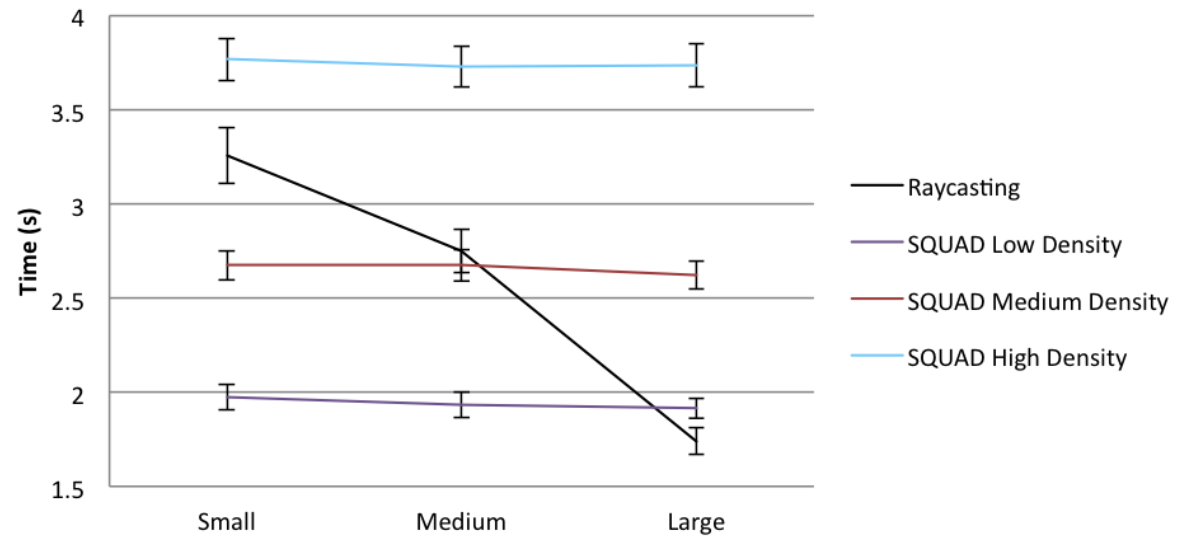 4
3.5
3
2.5
2
1.5
Time (s)
Small Medium Large
Raycasting
SQUAD Low Density
SQUAD Medium Density
SQUAD High Density